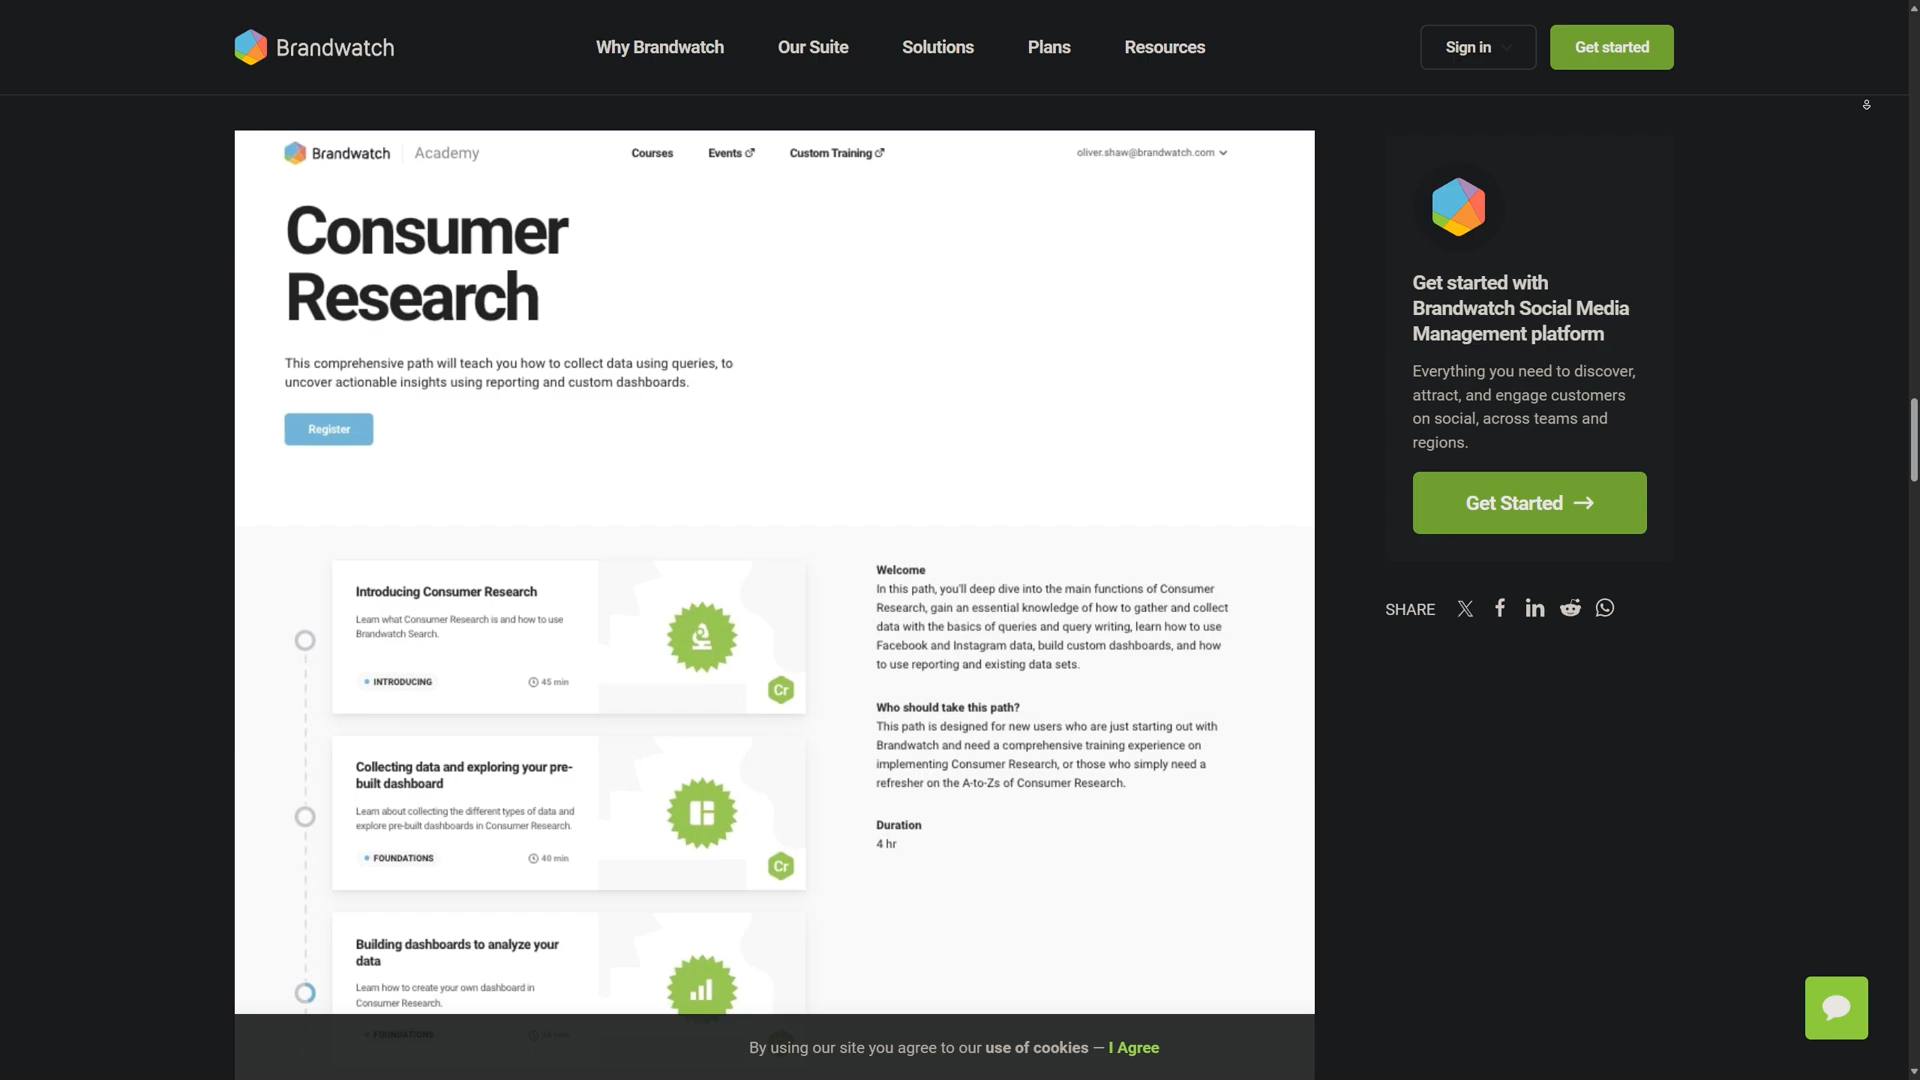 Brandwatch
Why Brandwatch
Our Suite
Solutions
Plans
Resources
Sign in
Get started
Brandwatch
Academy
Courses
Events
Custom Training
oliver.shaw@brandwatch.com
Consumer
Research
This comprehensive path will teach you how to collect data using queries, to
uncover actionable insights using reporting and custom dashboards.
Register
Introducing Consumer Research
Learn what Consumer Research is and how to use
Brandwatch Search.
INTRODUCING
45 min
Cr
Collecting data and exploring your pre-
built dashboard
Learn about collecting the different types of data and
explore pre-built dashboards in Consumer Research.
FOUNDATIONS
40 min
Cr
Building dashboards to analyze your
data
Learn how to create your own dashboard in
Consumer Research.
FOUNDATIONS
Welcome
In this path, you'll deep dive into the main functions of Consumer
Research, gain an essential knowledge of how to gather and collect
data with the basics of queries and query writing, learn how to use
Facebook and Instagram data, build custom dashboards, and how
to use reporting and existing data sets.
Who should take this path?
This path is designed for new users who are just starting out with
Brandwatch and need a comprehensive training experience on
implementing Consumer Research, or those who simply need a
refresher on the A-to-Zs of Consumer Research.
Duration
4 hr
Get started with
Brandwatch Social Media
Management platform
Everything you need to discover,
attract, and engage customers
on social, across teams and
regions.
Get Started →
SHARE
By using our site you agree to our use of cookies — I Agree